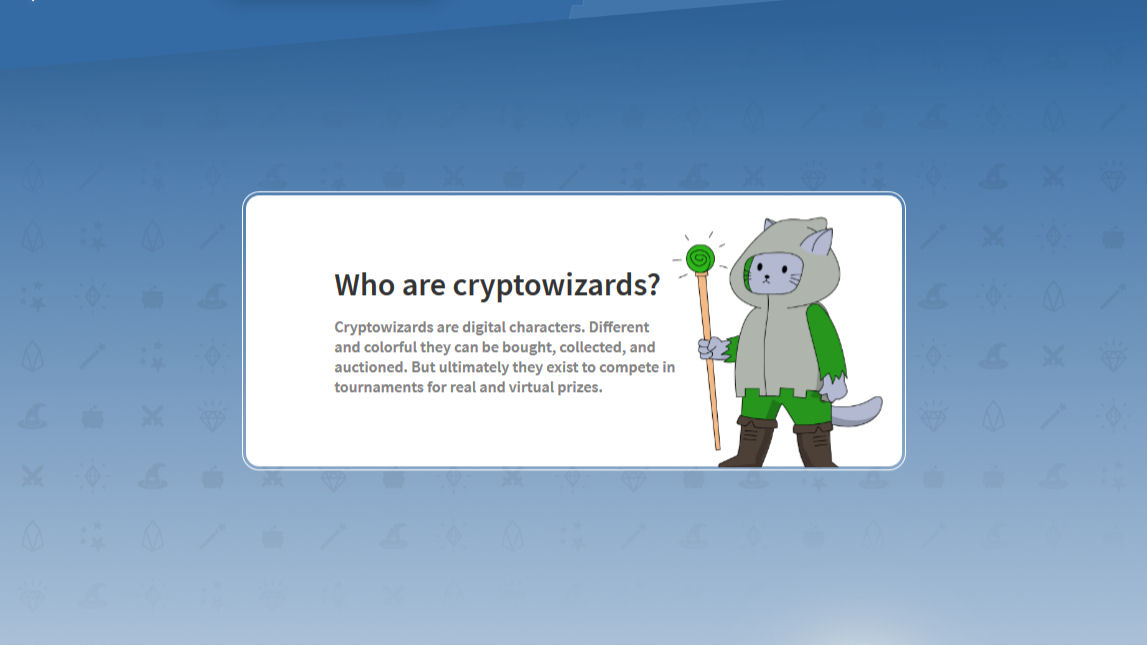 Who are cryptowizards?
Cryptowizards are digital characters. Different
and colorful they can be bought, collected, and
auctioned. But ultimately they exist to compete in
tournaments for real and virtual prizes.